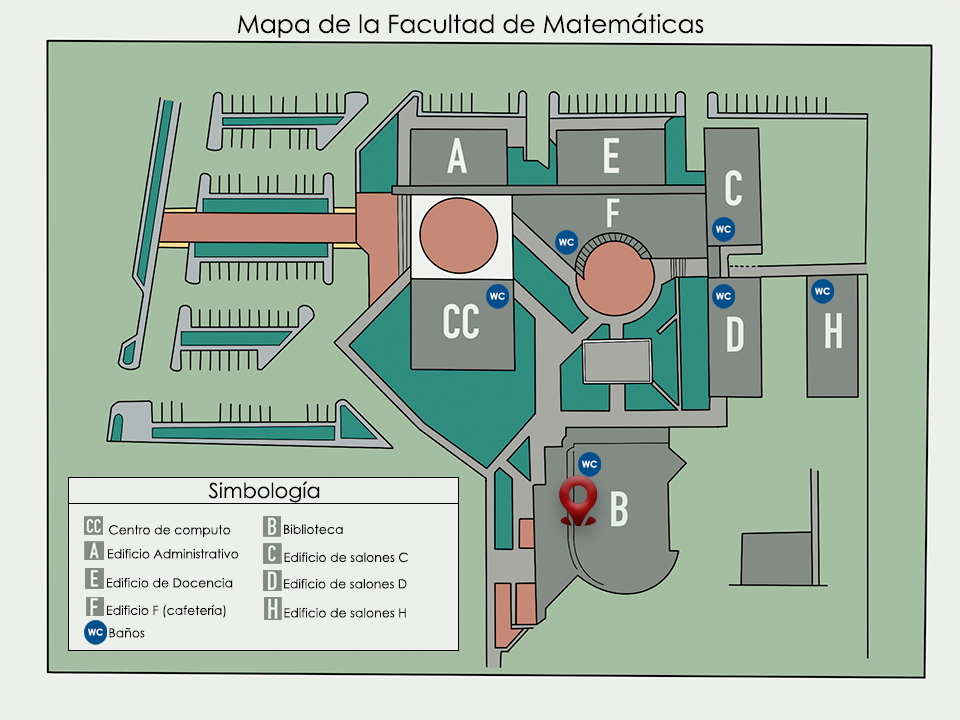 Mapa de la Facultad de Matemáticas
A
E
C
F
WC
WC
CC
WC
WC
WC
D
H
WC
B
Simbología
CC Centro de computo
A Edificio Administrativo
E Edificio de Docencia
F Edificio F (cafetería)
WC Baños
B Biblioteca
C Edificio de salones C
D Edificio de salones D
H Edificio de salones H